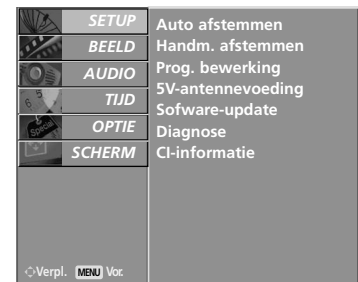 SETUP
BEELD
AUDIO
TIJD
OPTIE
SCHERM
Auto afstemmen
Handm. afstemmen
Prog. bewerking
5V-antennevoeding
Sofware-update
Diagnose
CI-informatie
Special
Verpl. MENU Vor.